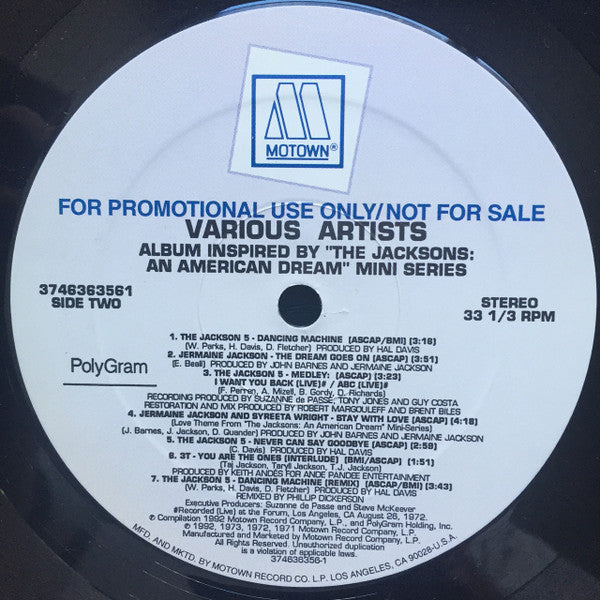 MOTOWN®
FOR PROMOTIONAL USE ONLY/NOT FOR SALE
VARIOUS ARTISTS
ALBUM INSPIRED BY "THE JACKSONS:
AN AMERICAN DREAM" MINI SERIES
3746363561
SIDE TWO
STEREO
33 1/3 RPM
PolyGram
1. THE JACKSON 5 - DANCING MACHINE (ASCAP/BMI) (3:16)
(W. Parks, H. Davis, D. Fletcher) PRODUCED BY HAL DAVIS
2. JERMAINE JACKSON - THE DREAM GOES ON (ASCAP) (3:51)
(E. Beall) PRODUCED BY JOHN BARNES AND JERMAINE JACKSON
3. THE JACKSON 5 - MEDLEY: (ASCAP) (3:23)
I WANT YOU BACK (LIVE)# / ABC (LIVE)#
(F. Perren, A. Mizell, B. Gordy, D. Richards)
RECORDING PRODUCED BY SUZANNE de PASSE, TONY JONES AND GUY COSTA
RESTORATION AND MIX PRODUCED BY ROBERT MARGOULEFF AND BRENT BILES
4. JERMAINE JACKSON AND SYREETA WRIGHT - STAY WITH LOVE (ASCAP) (4:18)
(Love Theme From "The Jacksons: An American Dream" Mini-Series)
(J. Barnes, J. Jackson, D. Quander) PRODUCED BY JOHN BARNES AND JERMAINE JACKSON
5. THE JACKSON 5 - NEVER CAN SAY GOODBYE (ASCAP) (2:59)
(C. Davis) PRODUCED BY HAL DAVIS
6. 3T - YOU ARE THE ONES (INTERLUDE) (BMI/ASCAP) (1:51)
(Taj Jackson, Taryll Jackson, T.J. Jackson)
PRODUCED BY KEITH ANDES FOR ANDE PANDEE ENTERTAINMENT
7. THE JACKSON 5 - DANCING MACHINE (REMIX) (ASCAP/BMI) (3:43)
(W. Parks, H. Davis, D. Fletcher) PRODUCED BY HAL DAVIS
REMIXED BY PHILLIP DICKERSON
Executive Producers: Suzanne de Passe and Steve McKeever
#Recorded (Live) at the Forum, Los Angeles, CA August 26, 1972.
℗ Compilation 1992 Motown Record Company, L.P., and PolyGram Holding, Inc.
℗ 1992, 1973, 1972, 1971 Motown Record Company, L.P.
Manufactured and Marketed by Motown Record Company, L.P.
All Rights Reserved. Unauthorized duplication
is a violation of applicable laws.
374636356-1
MFD. AND MKTD. BY MOTOWN RECORD CO. L.P. LOS ANGELES, CA 90028-U.S.A.